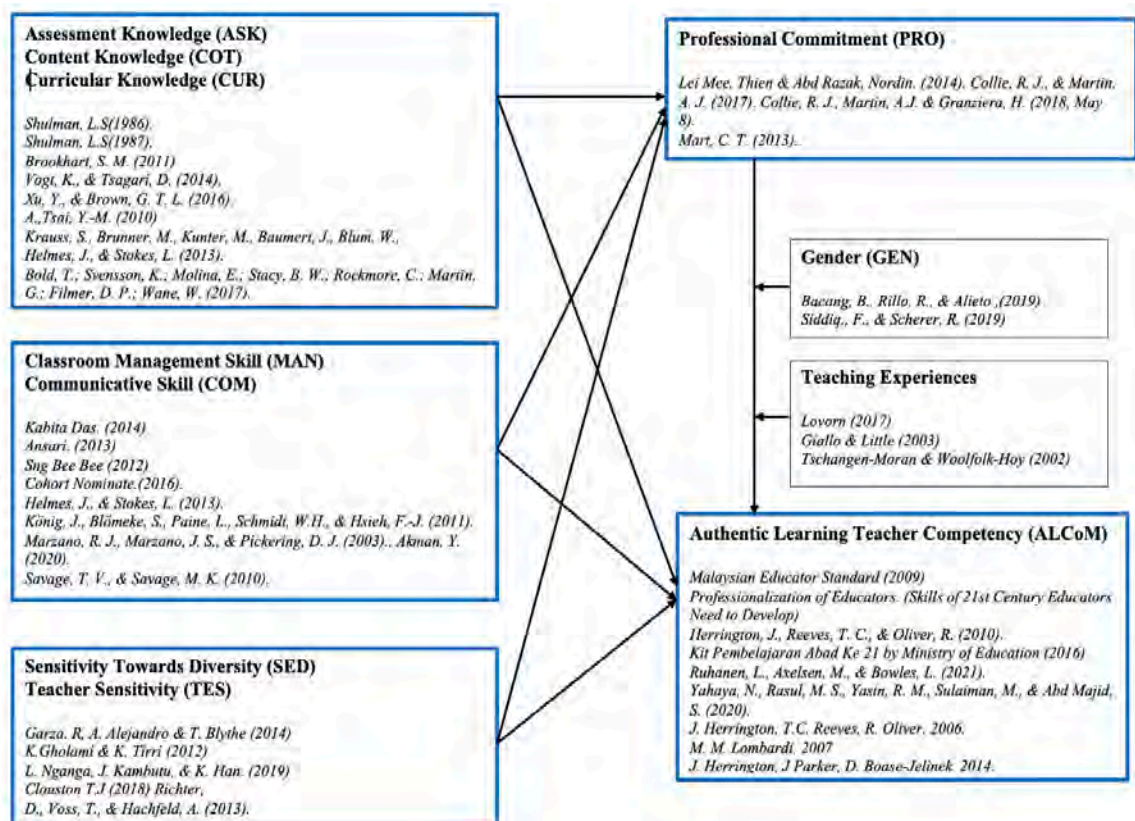 Assessment Knowledge (ASK)
Content Knowledge (COT)
Curricular Knowledge (CUR)
Shulman, L.S(1986).
Shulman, L.S(1987).
Brookhart, S. M. (2011)
Vogt, K., & Tsagari, D. (2014).
Xu, Y., & Brown, G. T. L. (2016).
A.,Tsai, Y.-M. (2010)
Krauss, S., Brunner, M., Kunter, M., Baumert, J., Blum, W.,
Helmes, J., & Stokes, L. (2013).
Bold, T.; Svensson, K.; Molina, E.; Stacy, B. W.; Rockmore, C.; Martin,
G.; Filmer, D. P.; Wane, W. (2017).
Classroom Management Skill (MAN)
Communicative Skill (COM)
Kabita Das. (2014)
Ansari. (2013)
Sng Bee Bee (2012)
Cohort Nominate.(2016).
Helmes, J., & Stokes, L. (2013).
König, J., Blömeke, S., Paine, L., Schmidt, W.H., & Hsieh, F.-J. (2011).
Marzano, R. J., Marzano, J. S., & Pickering, D. J. (2003)., Akman, Y.
(2020).
Savage, T. V., & Savage, M. K. (2010).
Sensitivity Towards Diversity (SED)
Teacher Sensitivity (TES)
Garza. R, A. Alejandro & T. Blythe (2014)
K.Gholami & K. Tirri (2012)
L. Nganga, J. Kambutu, & K. Han. (2019)
Clouston T.J (2018) Richter,
D., Voss, T., & Hachfeld, A. (2013).
Professional Commitment (PRO)
Lei Mee, Thien & Abd Razak, Nordin. (2014). Collie, R. J., & Martin,
A. J. (2017). Collie, R. J., Martin, A.J. & Granziera, H. (2018, May
8).
Mart, C. T. (2013)..
Gender (GEN)
Bacang, B., Rillo, R., & Alieto ,(2019)
Siddiq., F., & Scherer, R. (2019)
Teaching Experiences
Lovorn (2017)
Giallo & Little (2003)
Tschangen-Moran & Woolfolk-Hoy (2002)
Authentic Learning Teacher Competency (ALCoM)
Malaysian Educator Standard (2009)
Professionalization of Educators. (Skills of 21st Century Educators
Need to Develop)
Herrington, J., Reeves, T. C., & Oliver, R. (2010).
Kit Pembelajaran Abad Ke 21 by Ministry of Education (2016)
Ruhanen, L., Axelsen, M., & Bowles, L. (2021).
Yahaya, N., Rasul, M. S., Yasin, R. M., Sulaiman, M., & Abd Majid,
S. (2020).
J. Herrington, T.C. Reeves, R. Oliver. 2006.
M. M. Lombardi. 2007
J. Herrington, J Parker, D. Boase-Jelinek. 2014.